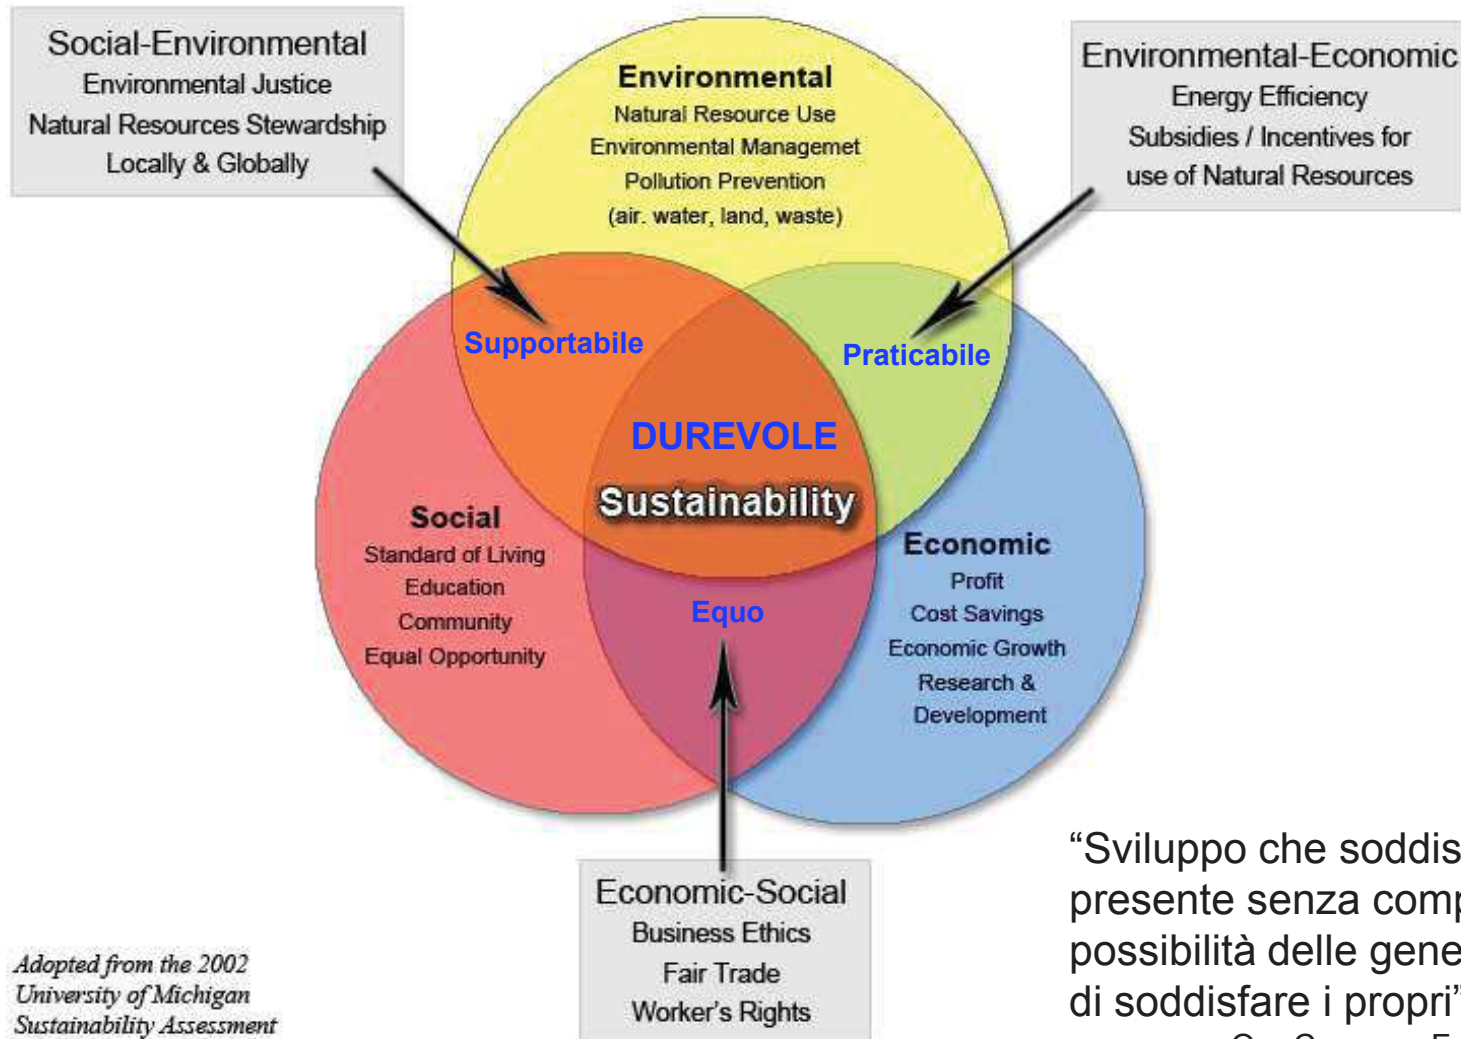 Social-Environmental
Environmental Justice
Natural Resources Stewardship
Locally & Globally
Environmental-Economic
Energy Efficiency
Subsidies / Incentives for
use of Natural Resources
Environmental
Natural Resource Use
Environmental Managemet
Pollution Prevention
(air. water, land, waste)
Supportabile
Praticabile
DUREVOLE
Sustainability
Social
Standard of Living
Education
Community
Equal Opportunity
Economic
Profit
Cost Savings
Economic Growth
Research &
Development
Equo
Economic-Social
Business Ethics
Fair Trade
Worker's Rights
Adopted from the 2002
University of Michigan
Sustainability Assessment
“Sviluppo che soddis
presente senza comp
possibilità delle gene
di soddisfare i propri”